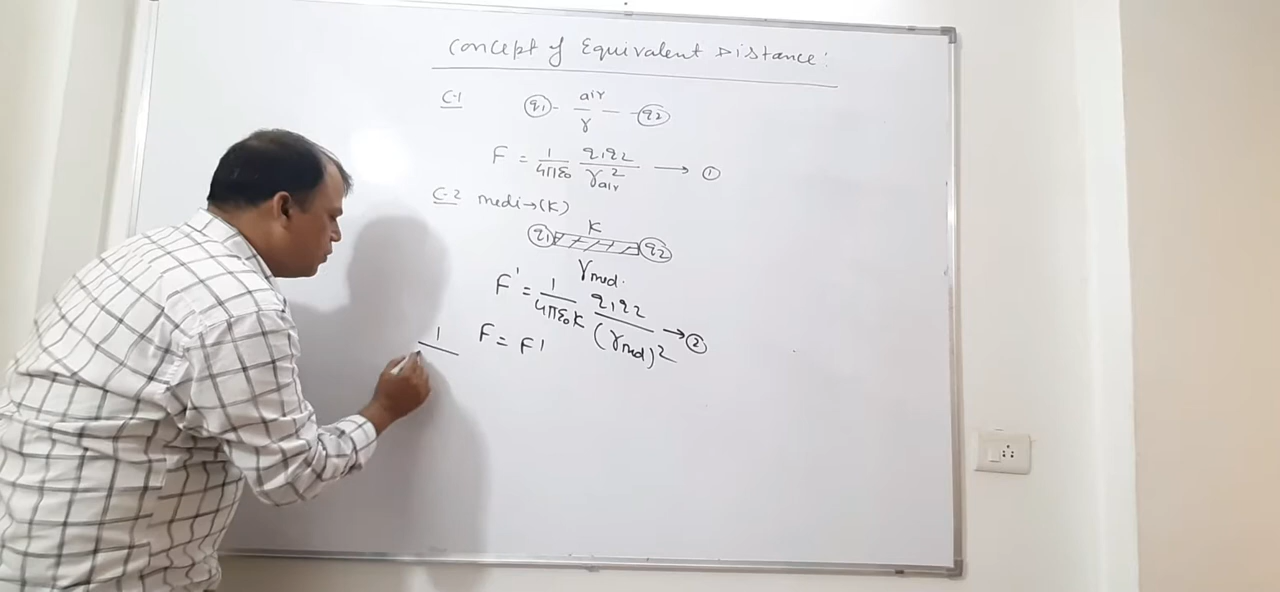 Concept of Equivalent Distance:
C-1 q1 - air/r - q2
F = 1/4πε0 q1q2/r²air → ①
C-2 medi → (K)
K
q1 q2
rmed.
F' = 1/4πε0K q1q2/(rmed)² → ②
1 F = F'